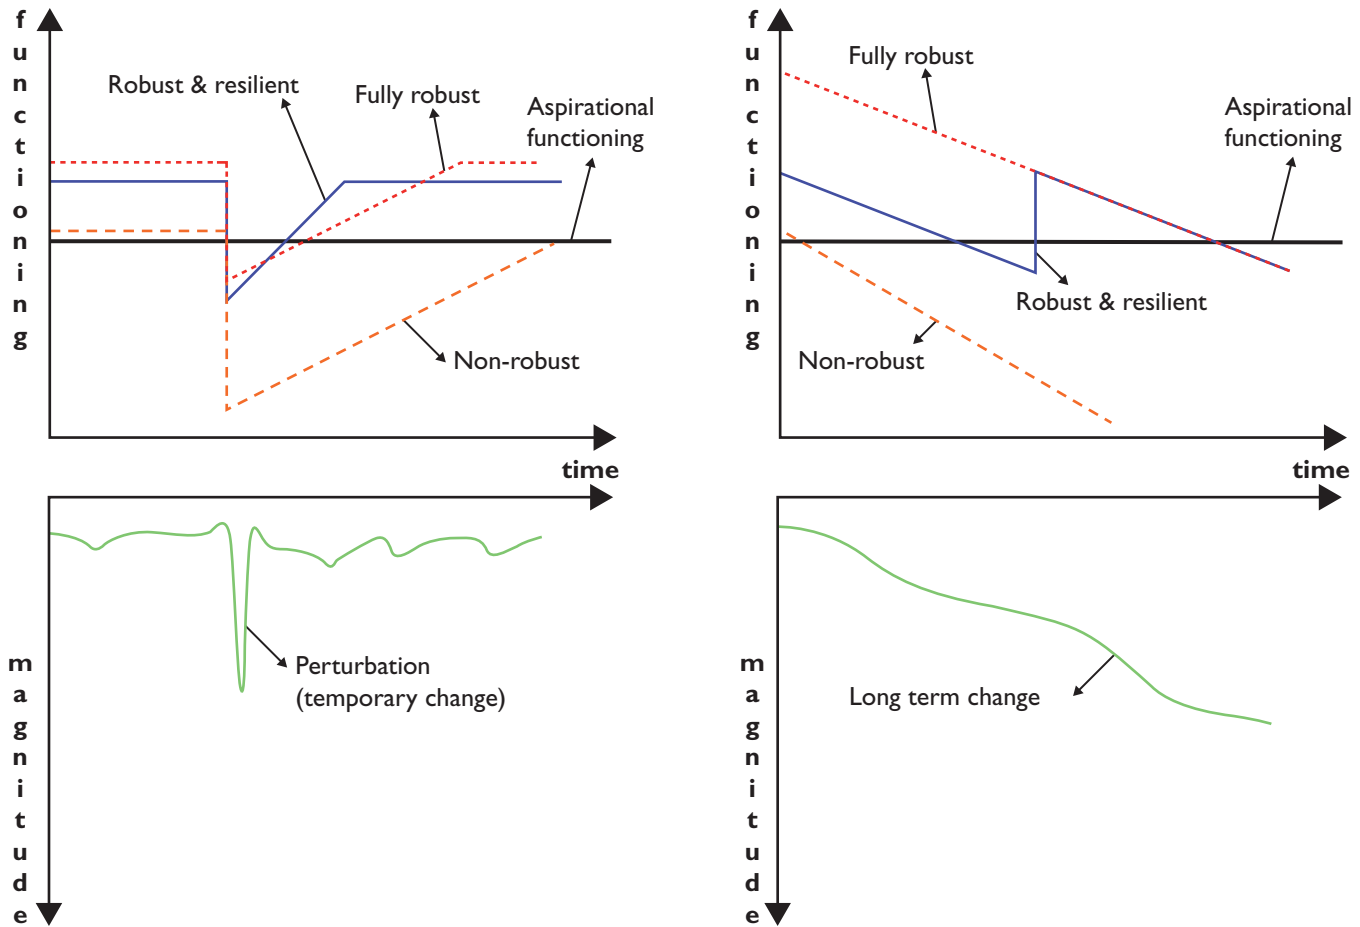 functioning
Robust & resilient
Fully robust
Aspirational
functioning
Non-robust
time
functioning
Fully robust
Aspirational
functioning
Robust & resilient
Non-robust
time
magnitude
Perturbation
(temporary change)
magnitude
Long term change